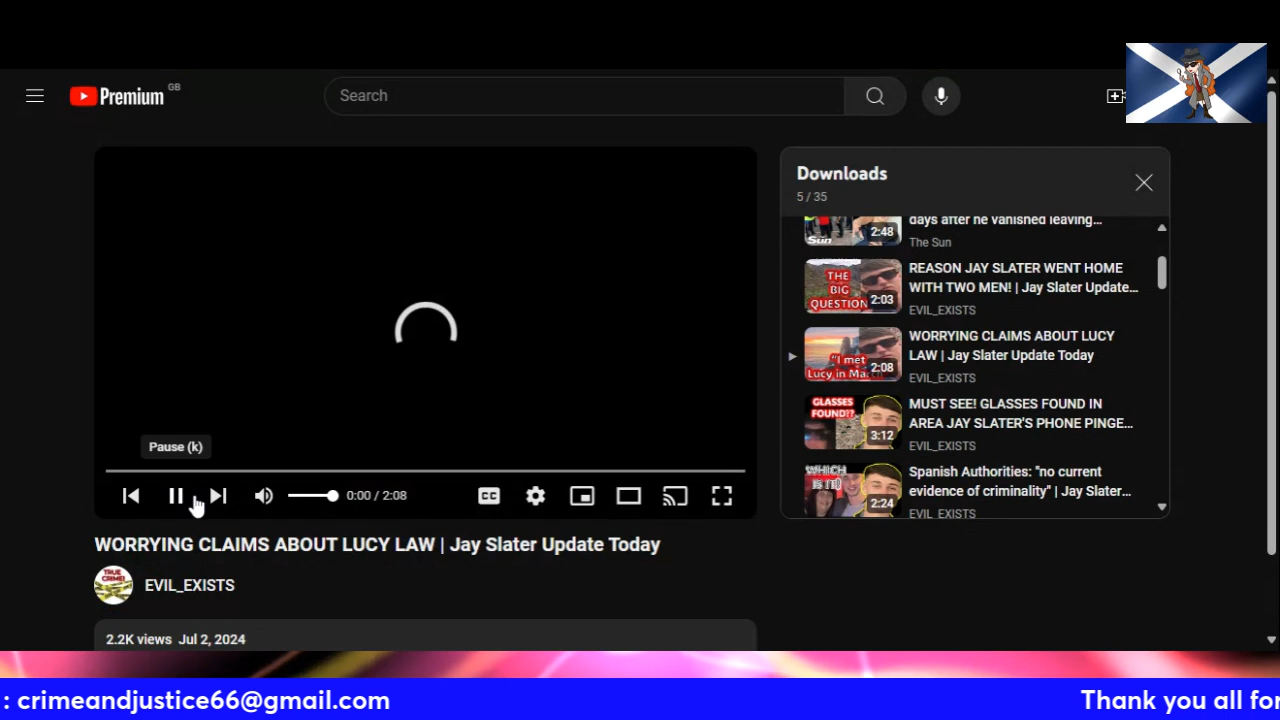 Premium GB
Search
Downloads
5 / 35
days after he vanished leaving...
The Sun
Sun
2:48
REASON JAY SLATER WENT HOME
WITH TWO MEN! | Jay Slater Update...
EVIL_EXISTS
THE
BIG
QUESTION
2:03
WORRYING CLAIMS ABOUT LUCY
LAW | Jay Slater Update Today
EVIL_EXISTS
"I met
Lucy in Marc
2:08
MUST SEE! GLASSES FOUND IN
AREA JAY SLATER'S PHONE PINGE...
EVIL_EXISTS
GLASSES
FOUND??
3:12
Spanish Authorities: "no current
evidence of criminality" | Jay Slater...
EVIL_EXISTS
WHICH
IS IT?
2:24
Pause (k)
0:00 / 2:08
CC
WORRYING CLAIMS ABOUT LUCY LAW | Jay Slater Update Today
TRUE
CRIME!
EVIL_EXISTS
2.2K views Jul 2, 2024
: crimeandjustice66@gmail.com
Thank you all for